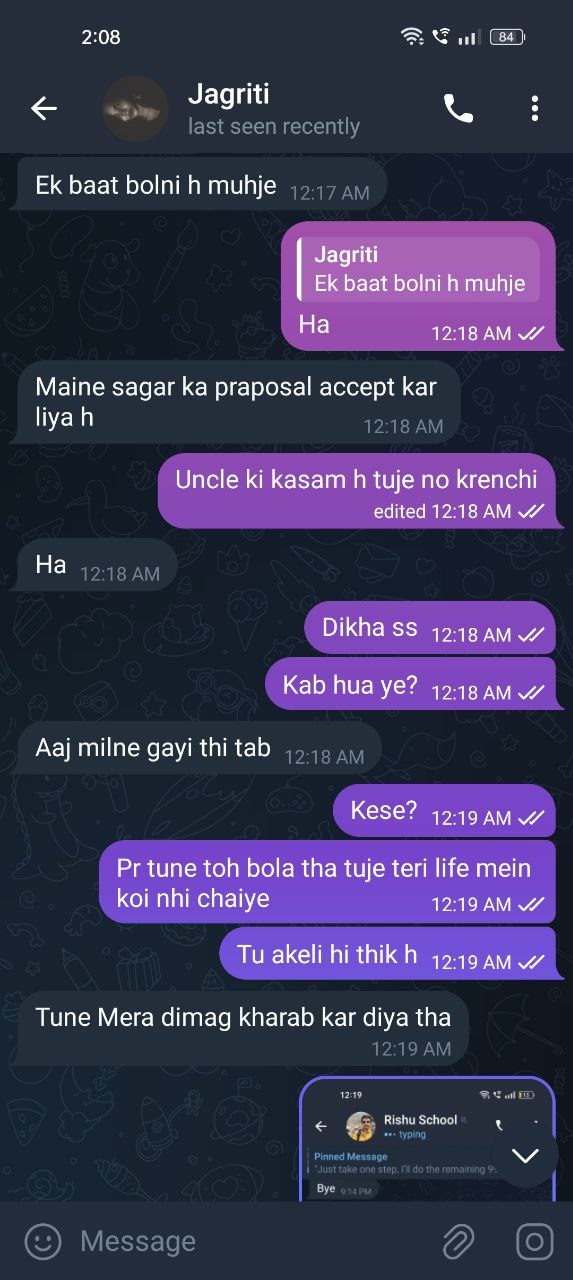 2:08
84
Jagriti
last seen recently
Ek baat bolni h muhje 12:17 AM
Jagriti
Ek baat bolni h muhje
Ha 12:18 AM
Maine sagar ka praposal accept kar
liya h 12:18 AM
Uncle ki kasam h tuje no krenchi
edited 12:18 AM
Ha 12:18 AM
Dikha ss 12:18 AM
Kab hua ye? 12:18 AM
Aaj milne gayi thi tab 12:18 AM
Kese? 12:19 AM
Pr tune toh bola tha tuje teri life mein
koi nhi chaiye 12:19 AM
Tu akeli hi thik h 12:19 AM
Tune Mera dimag kharab kar diya tha
12:19 AM
12:19
Rishu School
typing
Pinned Message
"Just take one step, I'll do the remaining
Bye 9:14 PM
Message